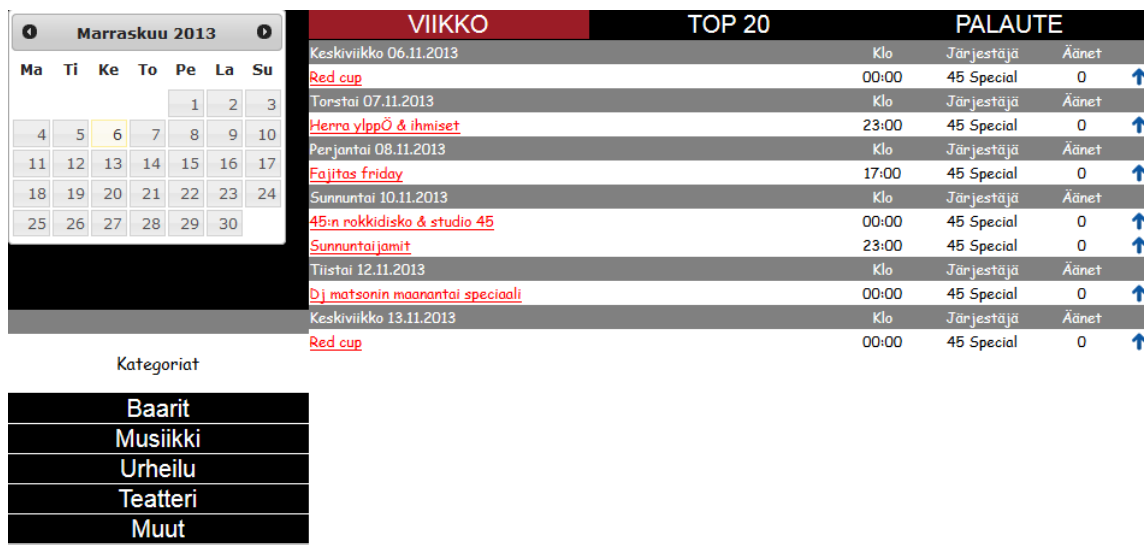 Marraskuu 2013
Ma Ti Ke To Pe La Su
1 2 3
4 5 6 7 8 9 10
11 12 13 14 15 16 17
18 19 20 21 22 23 24
25 26 27 28 29 30
Kategoriat
Baarit
Musiikki
Urheilu
Teatteri
Muut
VIIKKO TOP 20 PALAUTE
Keskiviikko 06.11.2013 Klo Järjestäjä Äänet
Red cup 00:00 45 Special 0
Torstai 07.11.2013 Klo Järjestäjä Äänet
Herra ylppÖ & ihmiset 23:00 45 Special 0
Perjantai 08.11.2013 Klo Järjestäjä Äänet
Fajitas friday 17:00 45 Special 0
Sunnuntai 10.11.2013 Klo Järjestäjä Äänet
45:n rokkidisko & studio 45 00:00 45 Special 0
Sunnuntaijamit 23:00 45 Special 0
Tiistai 12.11.2013 Klo Järjestäjä Äänet
Dj matsonin maanantai speciaali 00:00 45 Special 0
Keskiviikko 13.11.2013 Klo Järjestäjä Äänet
Red cup 00:00 45 Special 0